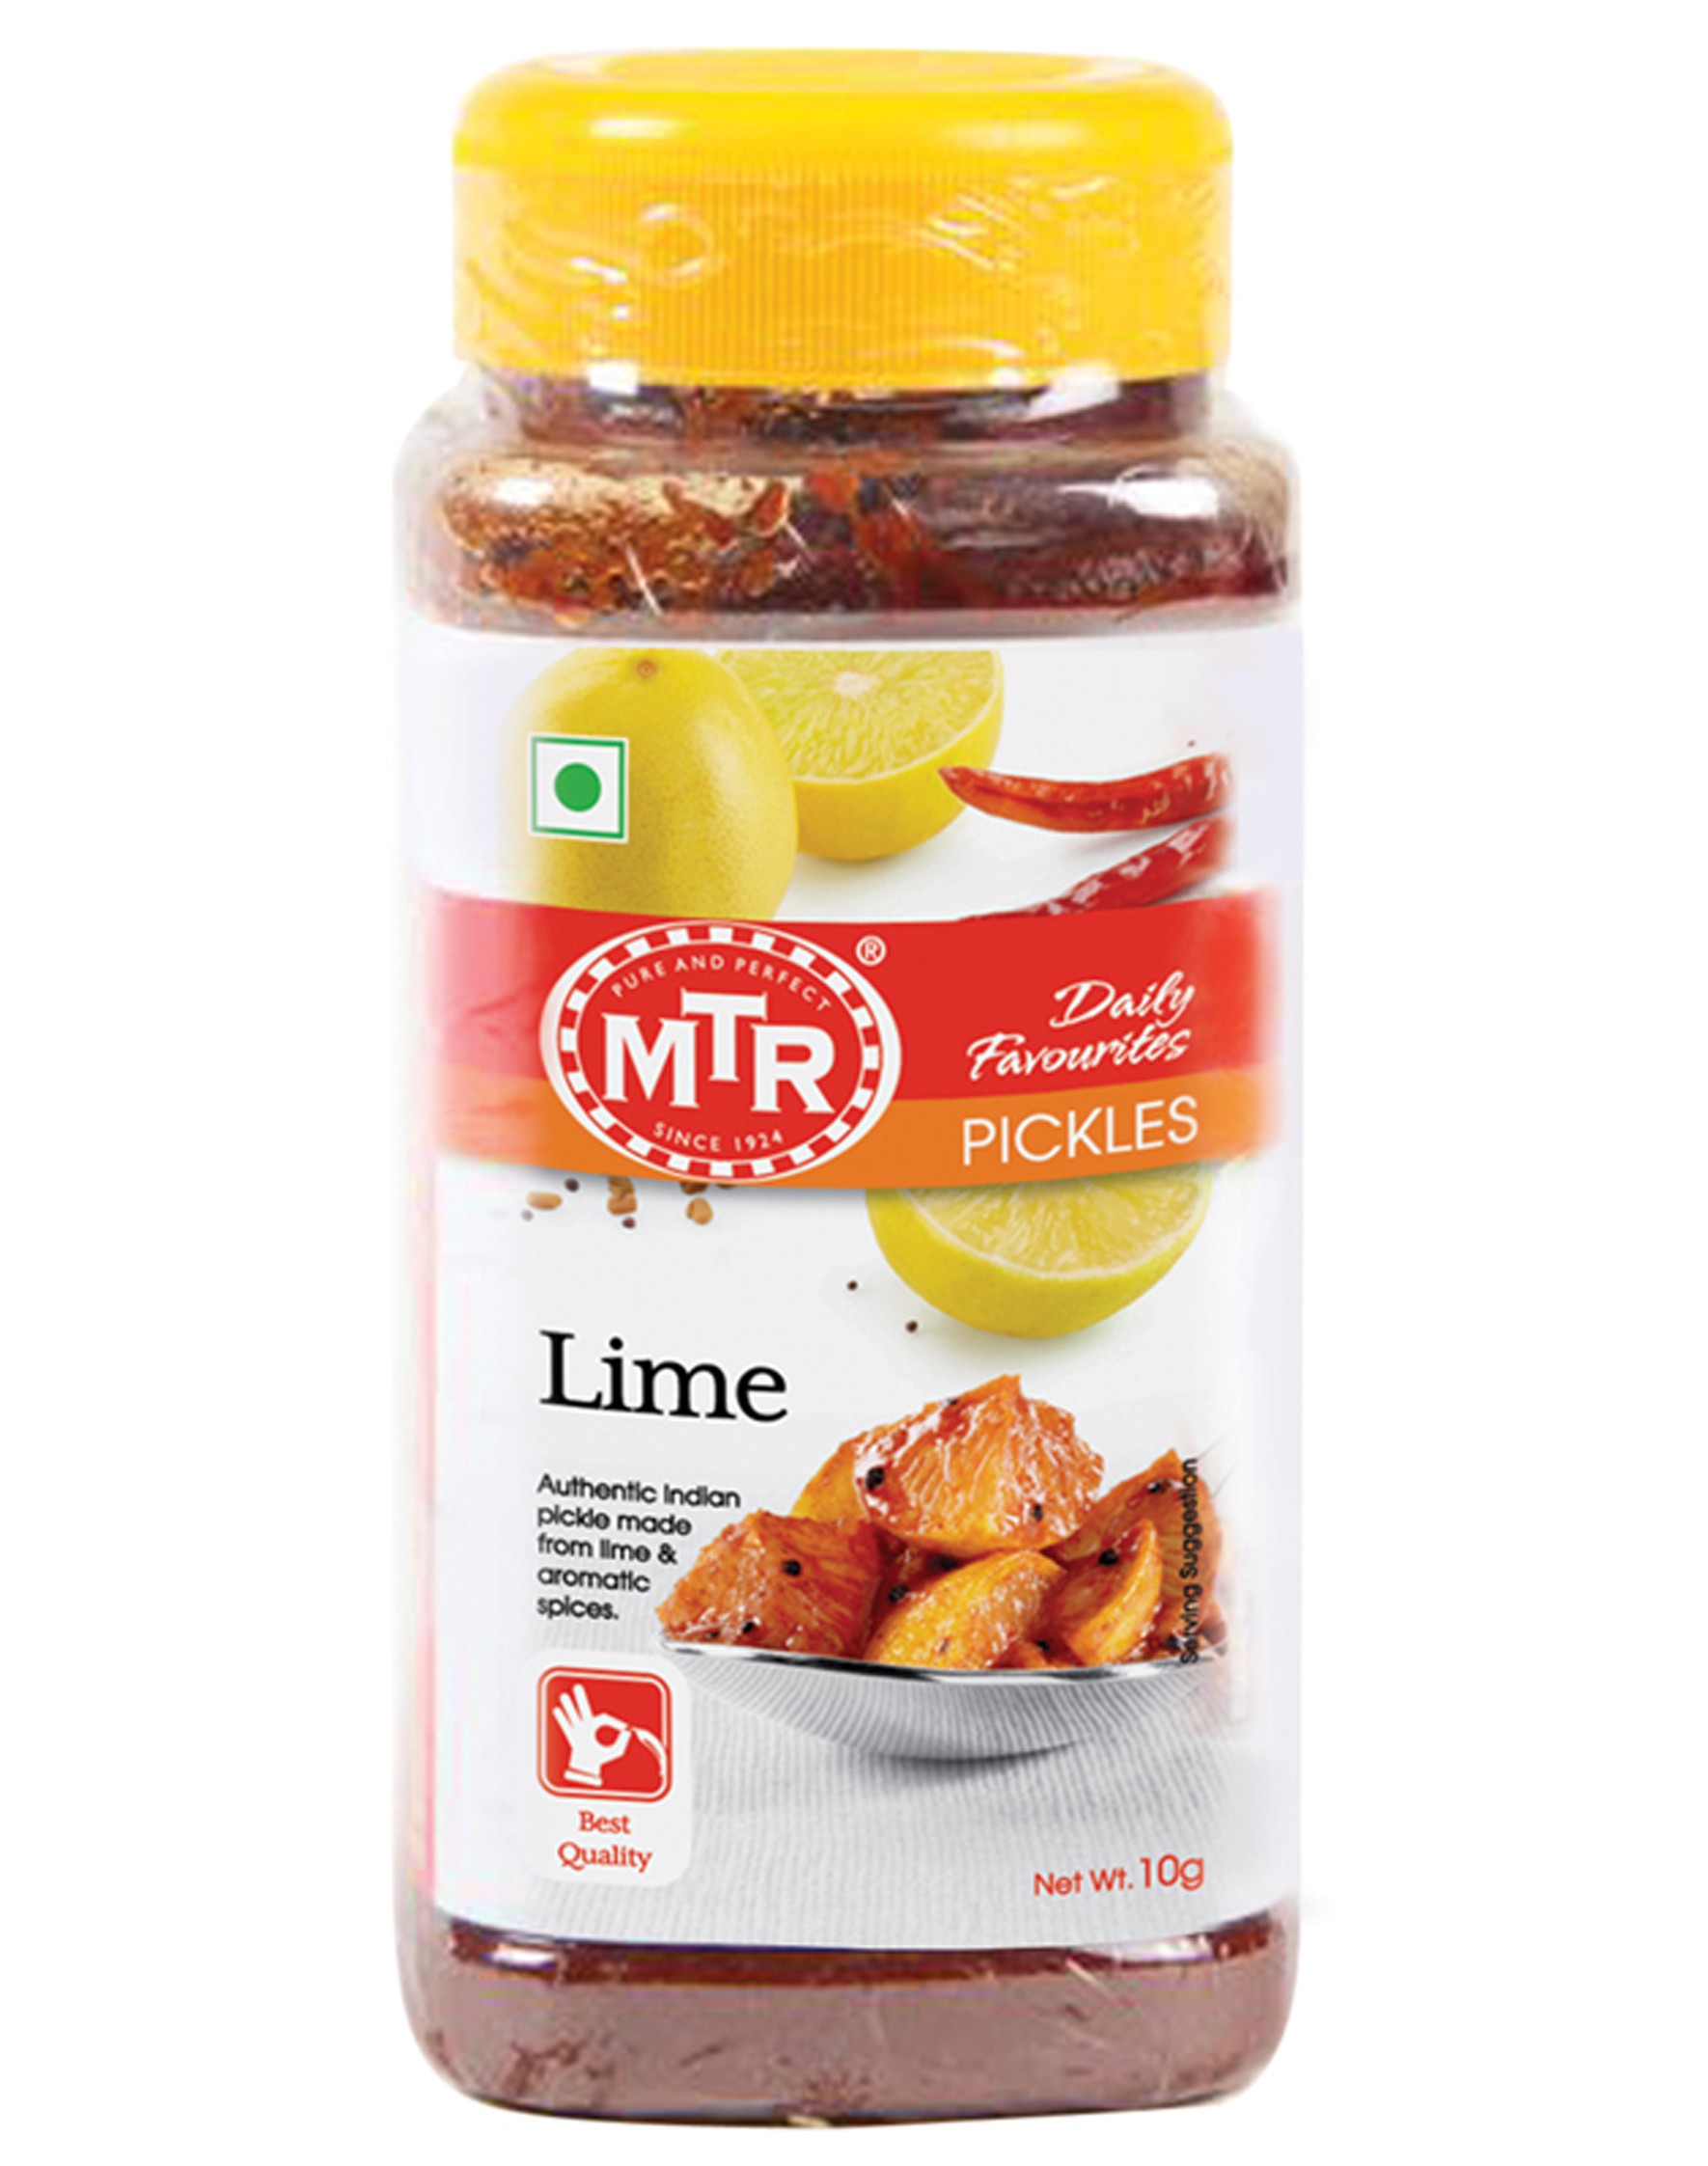 PURE AND PERFECT
®
MTR
SINCE 1924
Daily
Favourites
PICKLES
Lime
Authentic Indian
pickle made
from lime &
aromatic
spices.
Serving Suggestion
Best
Quality
Net Wt. 10g